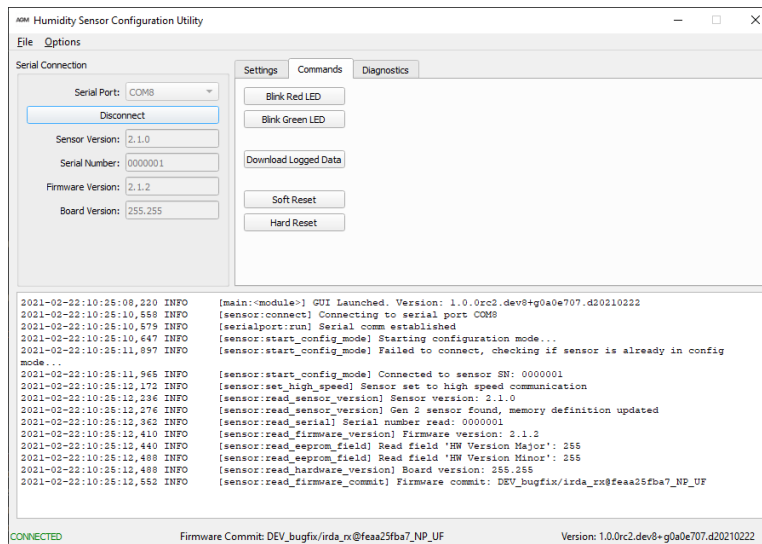 AOM Humidity Sensor Configuration Utility
File Options
Serial Connection
Serial Port: COM8
Disconnect
Sensor Version: 2.1.0
Serial Number: 0000001
Firmware Version: 2.1.2
Board Version: 255.255
Settings Commands Diagnostics
Blink Red LED
Blink Green LED
Download Logged Data
Soft Reset
Hard Reset
2021-02-22:10:25:08,220 INFO [main:<module>] GUI Launched. Version: 1.0.0rc2.dev8+g0a0e707.d20210222
2021-02-22:10:25:10,558 INFO [sensor:connect] Connecting to serial port COM8
2021-02-22:10:25:10,579 INFO [serialport:run] Serial comm established
2021-02-22:10:25:10,647 INFO [sensor:start_config_mode] Starting configuration mode...
2021-02-22:10:25:11,897 INFO [sensor:start_config_mode] Failed to connect, checking if sensor is already in config
mode...
2021-02-22:10:25:11,965 INFO [sensor:start_config_mode] Connected to sensor SN: 0000001
2021-02-22:10:25:12,172 INFO [sensor:set_high_speed] Sensor set to high speed communication
2021-02-22:10:25:12,236 INFO [sensor:read_sensor_version] Sensor version: 2.1.0
2021-02-22:10:25:12,276 INFO [sensor:read_sensor_version] Gen 2 sensor found, memory definition updated
2021-02-22:10:25:12,362 INFO [sensor:read_serial] Serial number read: 0000001
2021-02-22:10:25:12,410 INFO [sensor:read_firmware_version] Firmware version: 2.1.2
2021-02-22:10:25:12,440 INFO [sensor:read_eeprom_field] Read field 'HW Version Major': 255
2021-02-22:10:25:12,488 INFO [sensor:read_eeprom_field] Read field 'HW Version Minor': 255
2021-02-22:10:25:12,488 INFO [sensor:read_hardware_version] Board version: 255.255
2021-02-22:10:25:12,552 INFO [sensor:read_firmware_commit] Firmware commit: DEV_bugfix/irda_rx@feaa25fba7_NP_UF
CONNECTED Firmware Commit: DEV_bugfix/irda_rx@feaa25fba7_NP_UF Version: 1.0.0rc2.dev8+g0a0e707.d20210222